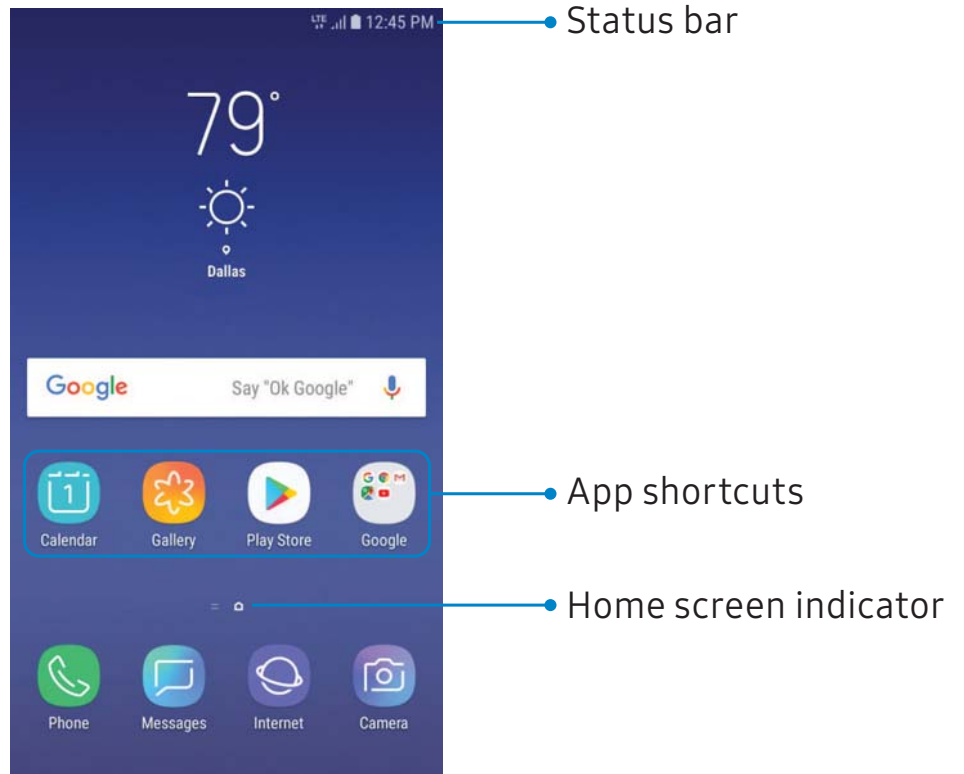 LTE 12:45 PM
Status bar
79°
Dallas
Google Say "Ok Google"
1
G M
Calendar Gallery Play Store Google
App shortcuts
Home screen indicator
Phone Messages Internet Camera